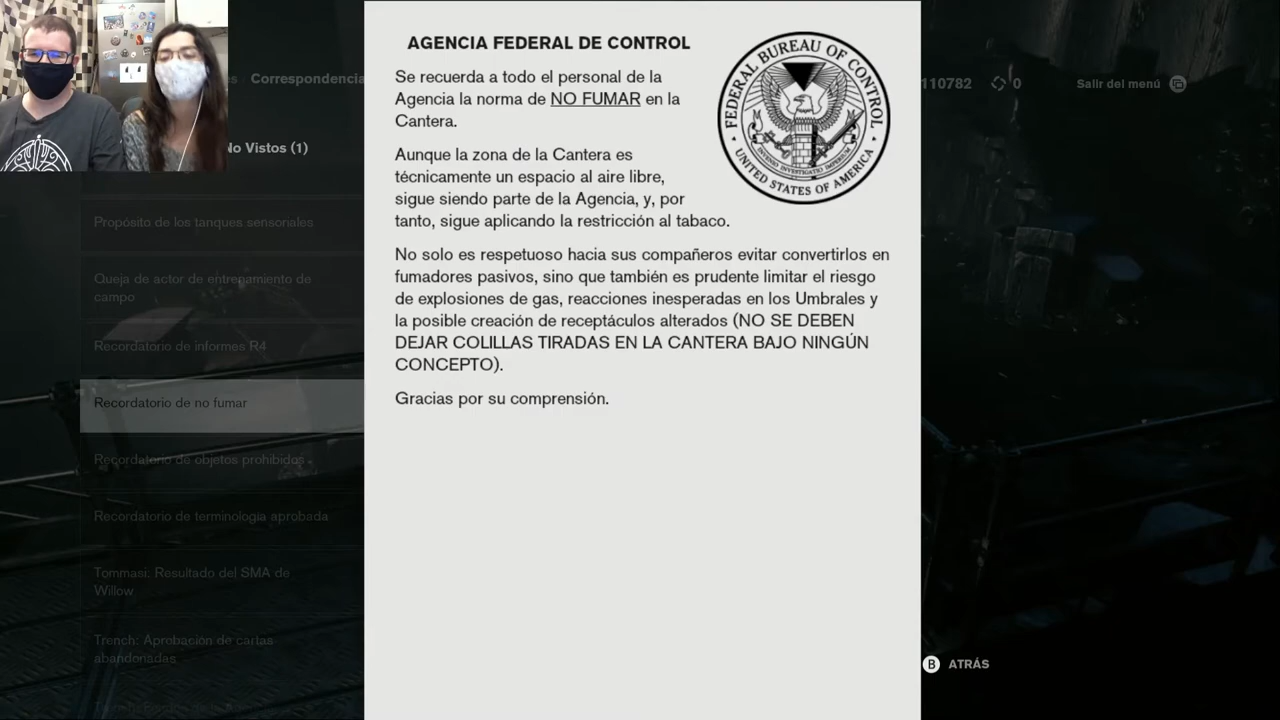 Correspondencia
110782
0
Salir del menú
No Vistos (1)
Propósito de los tanques sensoriales
Queja de actor de entrenamiento de
campo
Recordatorio de informes R4
Recordatorio de no fumar
Recordatorio de objetos prohibidos
Recordatorio de terminología aprobada
Tommasi: Resultado del SMA de
Willow
Trench: Aprobación de cartas
abandonadas
AGENCIA FEDERAL DE CONTROL
Se recuerda a todo el personal de la
Agencia la norma de NO FUMAR en la
Cantera.
Aunque la zona de la Cantera es
técnicamente un espacio al aire libre,
sigue siendo parte de la Agencia, y, por
tanto, sigue aplicando la restricción al tabaco.
No solo es respetuoso hacia sus compañeros evitar convertirlos en
fumadores pasivos, sino que también es prudente limitar el riesgo
de explosiones de gas, reacciones inesperadas en los Umbrales y
la posible creación de receptáculos alterados (NO SE DEBEN
DEJAR COLILLAS TIRADAS EN LA CANTERA BAJO NINGÚN
CONCEPTO).
Gracias por su comprensión.
FEDERAL BUREAU OF CONTROL
UNITED STATES OF AMERICA
B ATRÁS